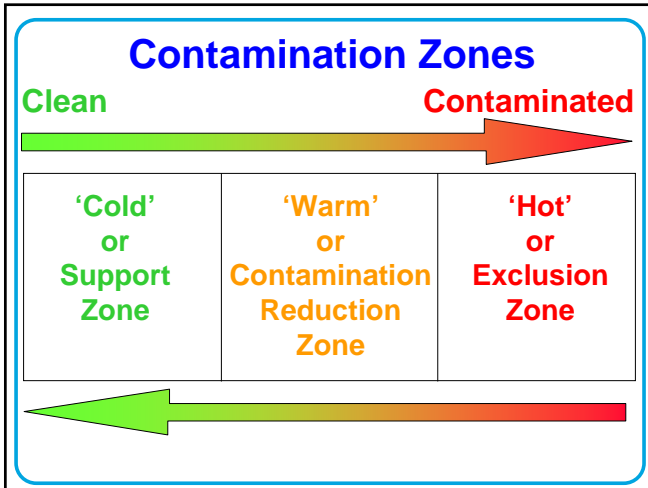 Contamination Zones
Clean
Contaminated
‘Cold’
or
Support
Zone
‘Warm’
or
Contamination
Reduction
Zone
‘Hot’
or
Exclusion
Zone